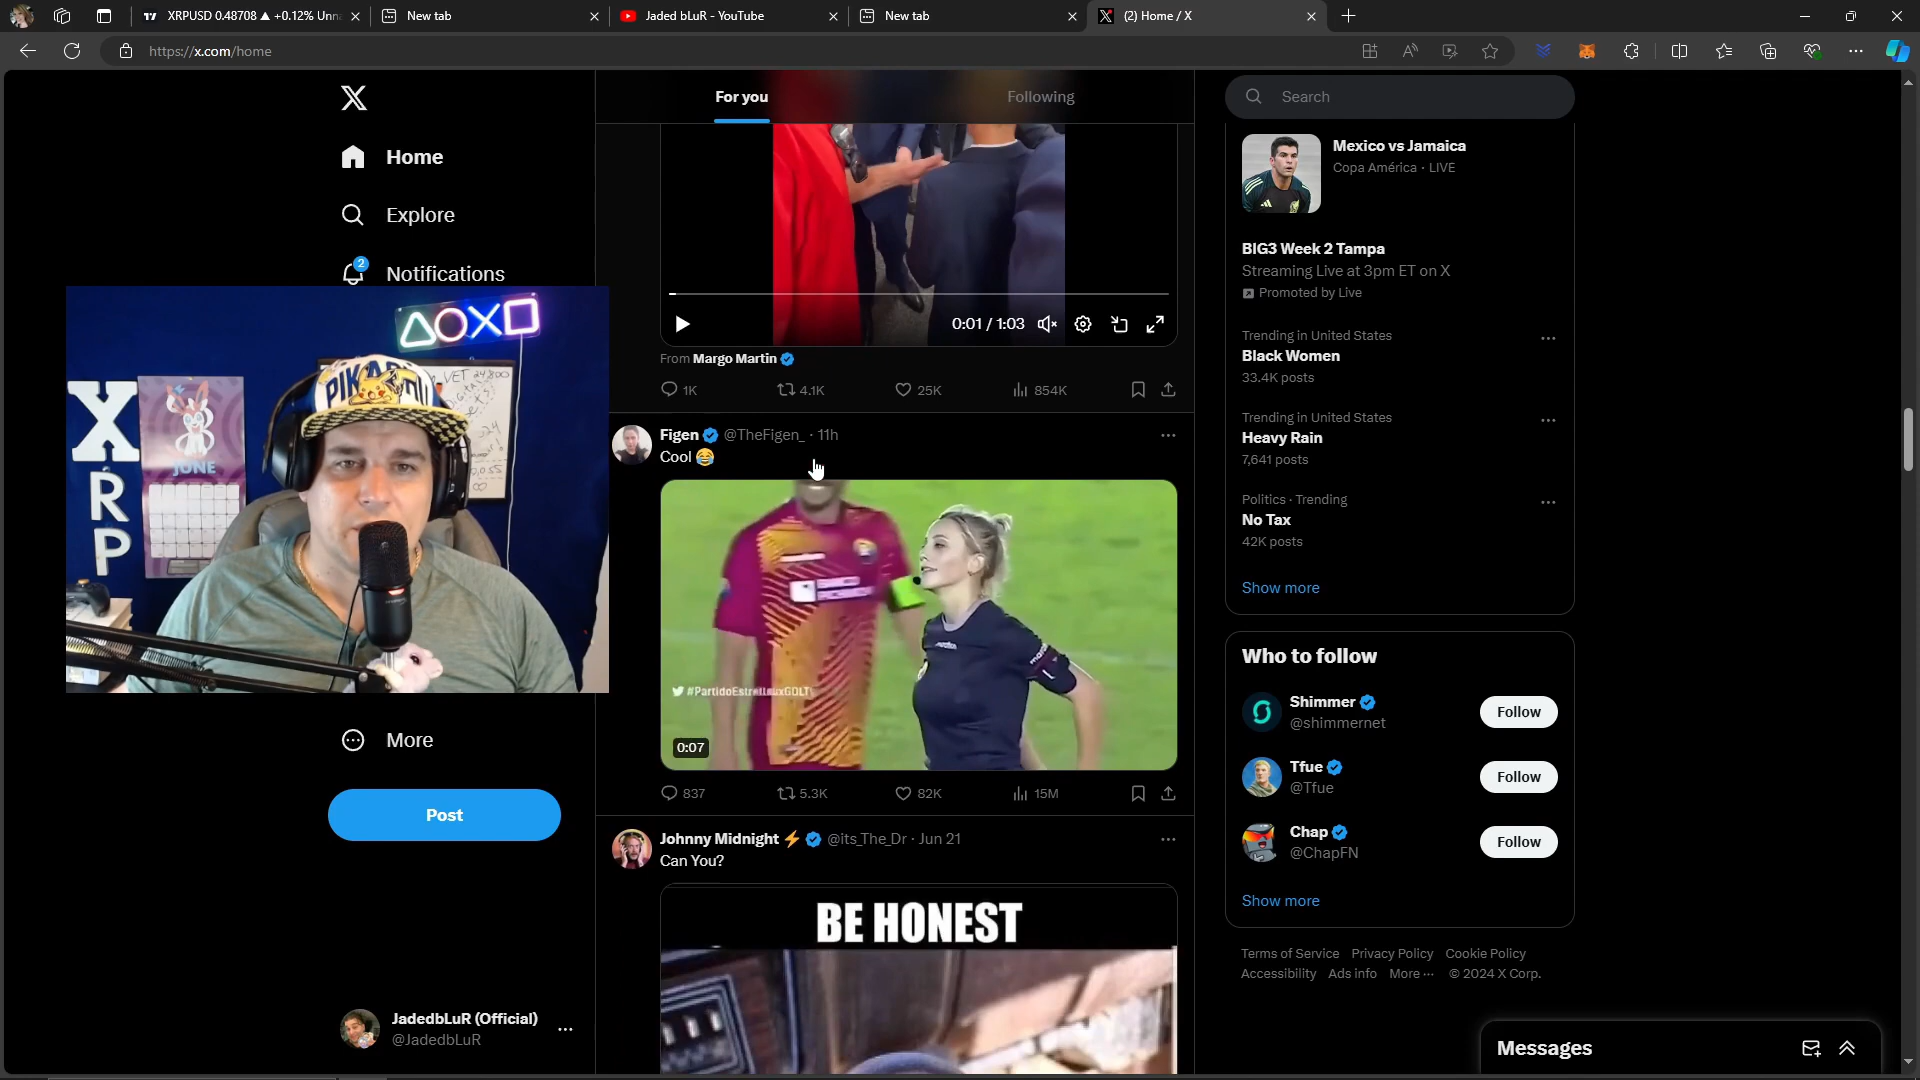 XRPUSD 0.48708 ▲ +0.12% Unna
New tab
Jaded bLuR - YouTube
New tab
(2) Home / X
https://x.com/home
Home
Explore
2
Notifications
More
Post
JadedbLuR (Official)
@JadedbLuR
XRP
JUNE
PIKA
VET
For you
Following
0:01 / 1:03
From Margo Martin
1K
4.1K
25K
854K
Figen @TheFigen_ · 11h
Cool 😂
0:07
837
5.3K
82K
15M
Johnny Midnight ⚡ @its_The_Dr · Jun 21
Can You?
BE HONEST
Search
Mexico vs Jamaica
Copa América · LIVE
BIG3 Week 2 Tampa
Streaming Live at 3pm ET on X
Promoted by Live
Trending in United States
Black Women
33.4K posts
Trending in United States
Heavy Rain
7,641 posts
Politics · Trending
No Tax
42K posts
Show more
Who to follow
Shimmer
@shimmernet
Follow
Tfue
@Tfue
Follow
Chap
@ChapFN
Follow
Show more
Terms of Service Privacy Policy Cookie Policy
Accessibility Ads info More ··· © 2024 X Corp.
Messages